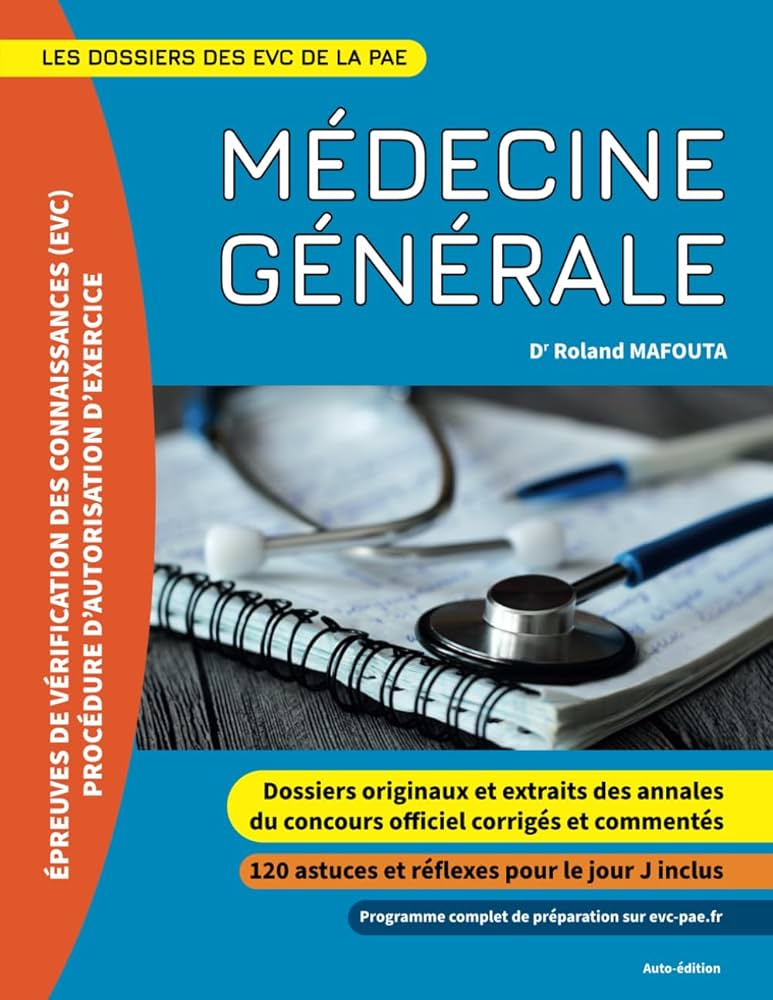 LES DOSSIERS DES EVC DE LA PAE
MÉDECINE
GÉNÉRALE
Dr Roland MAFOUTA
ÉPREUVES DE VÉRIFICATION DES CONNAISSANCES (EVC)
PROCÉDURE D'AUTORISATION D'EXERCICE
Dossiers originaux et extraits des annales
du concours officiel corrigés et commentés
120 astuces et réflexes pour le jour J inclus
Programme complet de préparation sur evc-pae.fr
Auto-édition